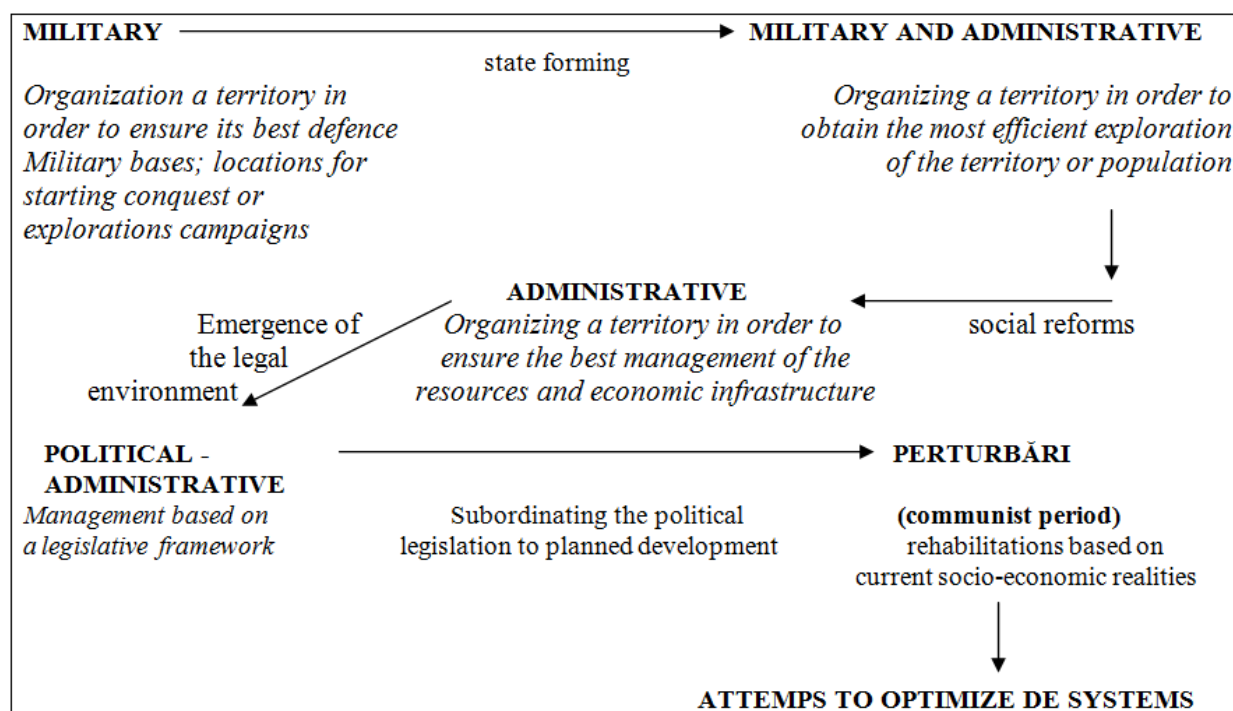 MILITARY
MILITARY AND ADMINISTRATIVE
state forming
Organization a territory in
order to ensure its best defence
Military bases; locations for
starting conquest or
explorations campaigns
Organizing a territory in order to
obtain the most efficient exploration
of the territory or population
ADMINISTRATIVE
Organizing a territory in order to
ensure the best management of the
resources and economic infrastructure
social reforms
Emergence of
the legal
environment
POLITICAL -
ADMINISTRATIVE
Management based on
a legislative framework
Subordinating the political
legislation to planned development
PERTURBĂRI
(communist period)
rehabilitations based on
current socio-economic realities
ATTEMPS TO OPTIMIZE DE SYSTEMS